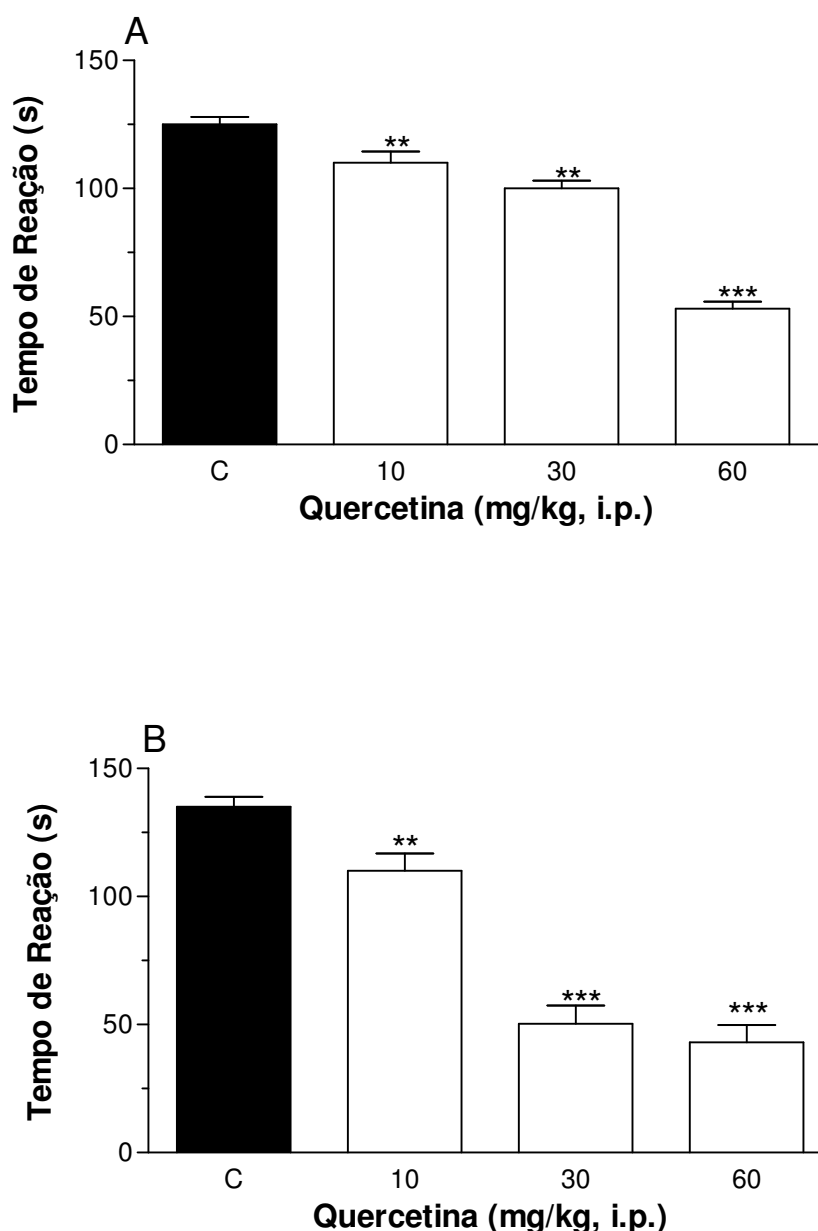 A
150
100
50
0
Tempo de Reação (s)
**
**
***
C 10 30 60
Quercetina (mg/kg, i.p.)
B
150
100
50
0
Tempo de Reação (s)
**
***
***
C 10 30 60
Quercetina (mg/kg, i.p.)